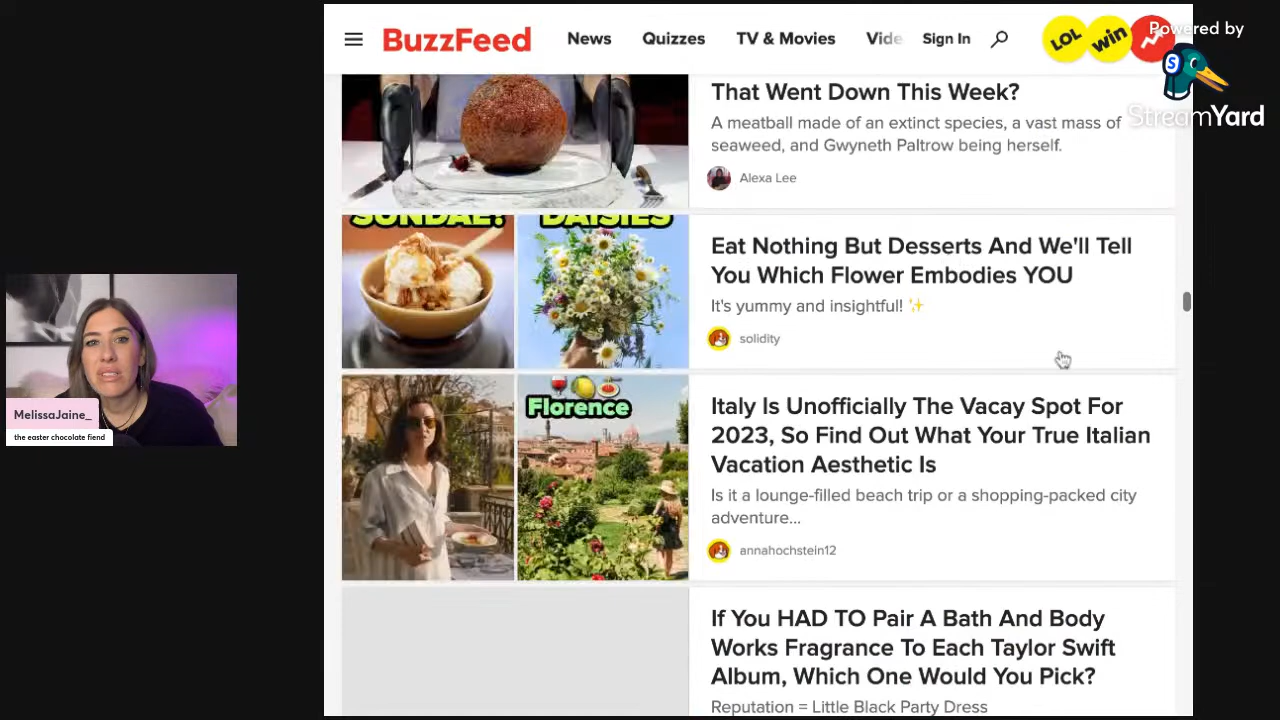 BuzzFeed News Quizzes TV & Movies Vide Sign In LOL win
Powered by
StreamYard
That Went Down This Week?
A meatball made of an extinct species, a vast mass of
seaweed, and Gwyneth Paltrow being herself.
Alexa Lee
SUNDAE?
DAISIES
Eat Nothing But Desserts And We'll Tell
You Which Flower Embodies YOU
It's yummy and insightful! ✨
solidity
MelissaJaine_
the easter chocolate fiend
Florence
Italy Is Unofficially The Vacay Spot For
2023, So Find Out What Your True Italian
Vacation Aesthetic Is
Is it a lounge-filled beach trip or a shopping-packed city
adventure...
annahochstein12
If You HAD TO Pair A Bath And Body
Works Fragrance To Each Taylor Swift
Album, Which One Would You Pick?
Reputation = Little Black Party Dress